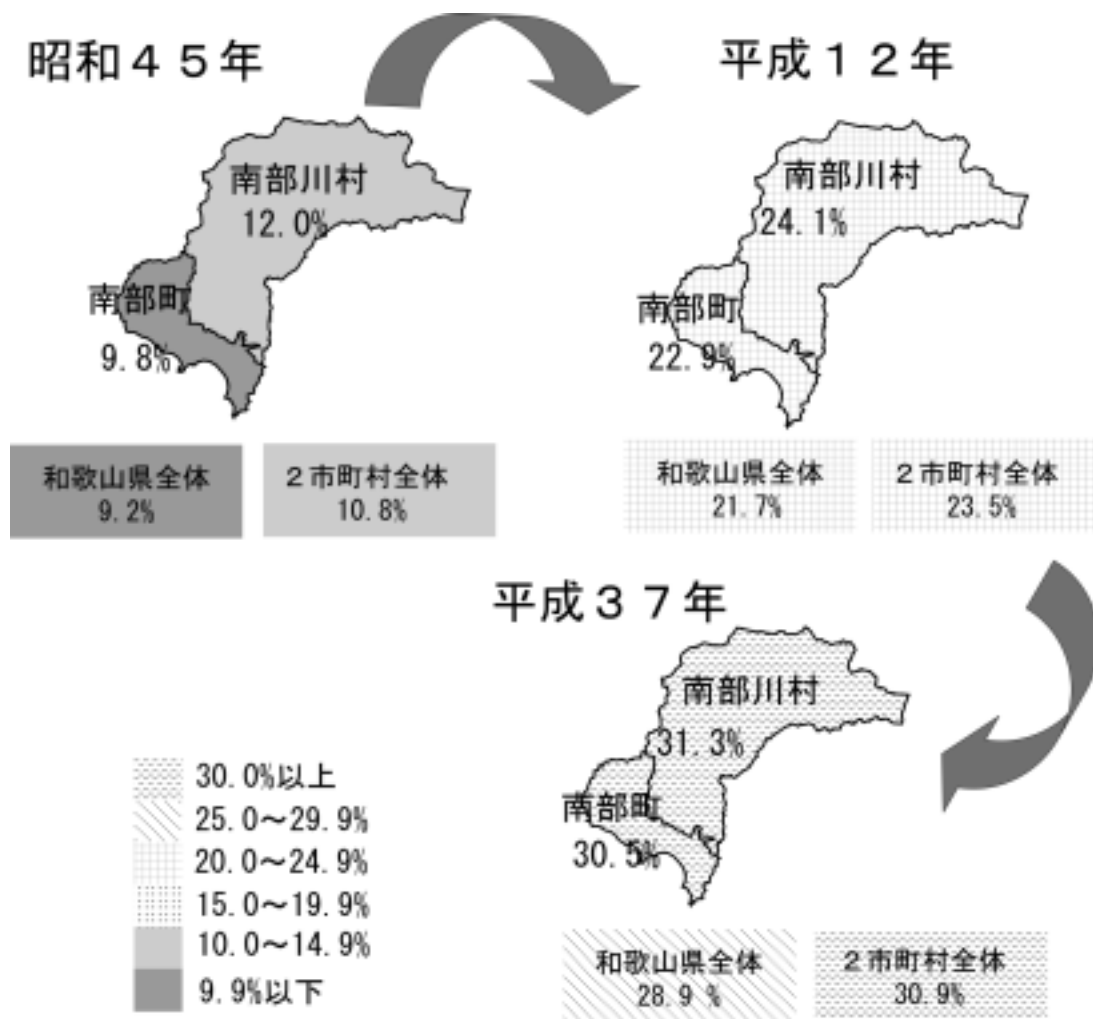 昭和４５年
南部川村
12.0%
南部町
9.8%
和歌山県全体
9.2%
２市町村全体
10.8%
平成１２年
南部川村
24.1%
南部町
22.9%
和歌山県全体
21.7%
２市町村全体
23.5%
平成３７年
南部川村
31.3%
南部町
30.5%
和歌山県全体
28.9 %
２市町村全体
30.9%
30.0%以上
25.0～29.9%
20.0～24.9%
15.0～19.9%
10.0～14.9%
9.9%以下